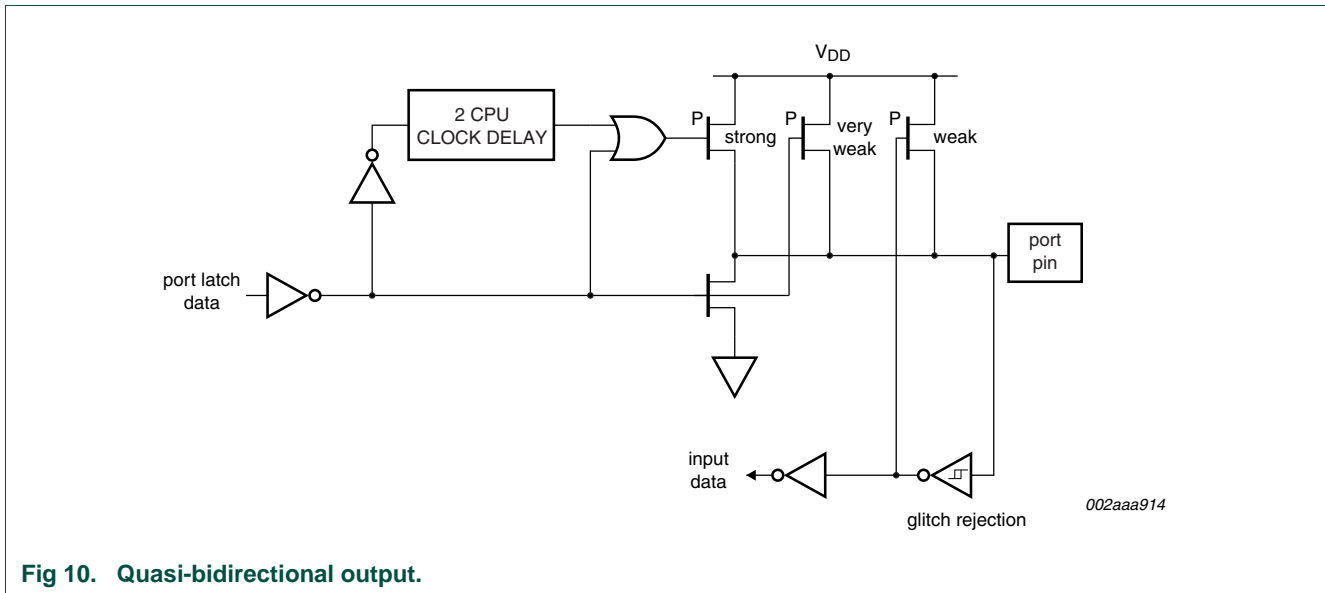 VDD
2 CPU
CLOCK DELAY
P
strong
P
very
weak
P
weak
port
pin
port latch
data
input
data
glitch rejection
002aaa914
Fig 10. Quasi-bidirectional output.